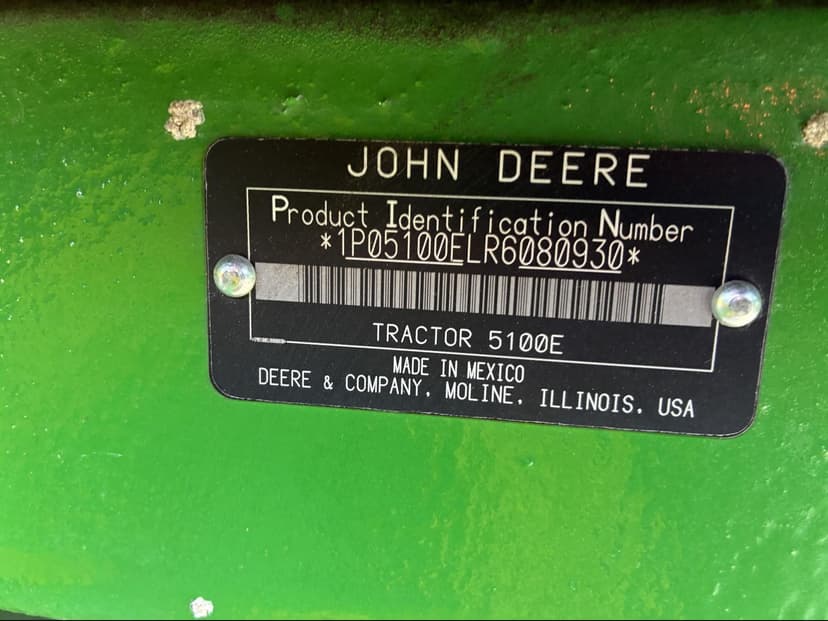 JOHN DEERE
Product Identification Number
*1P05100ELR6080930*
TRACTOR 5100E
MADE IN MEXICO
DEERE & COMPANY, MOLINE, ILLINOIS, USA